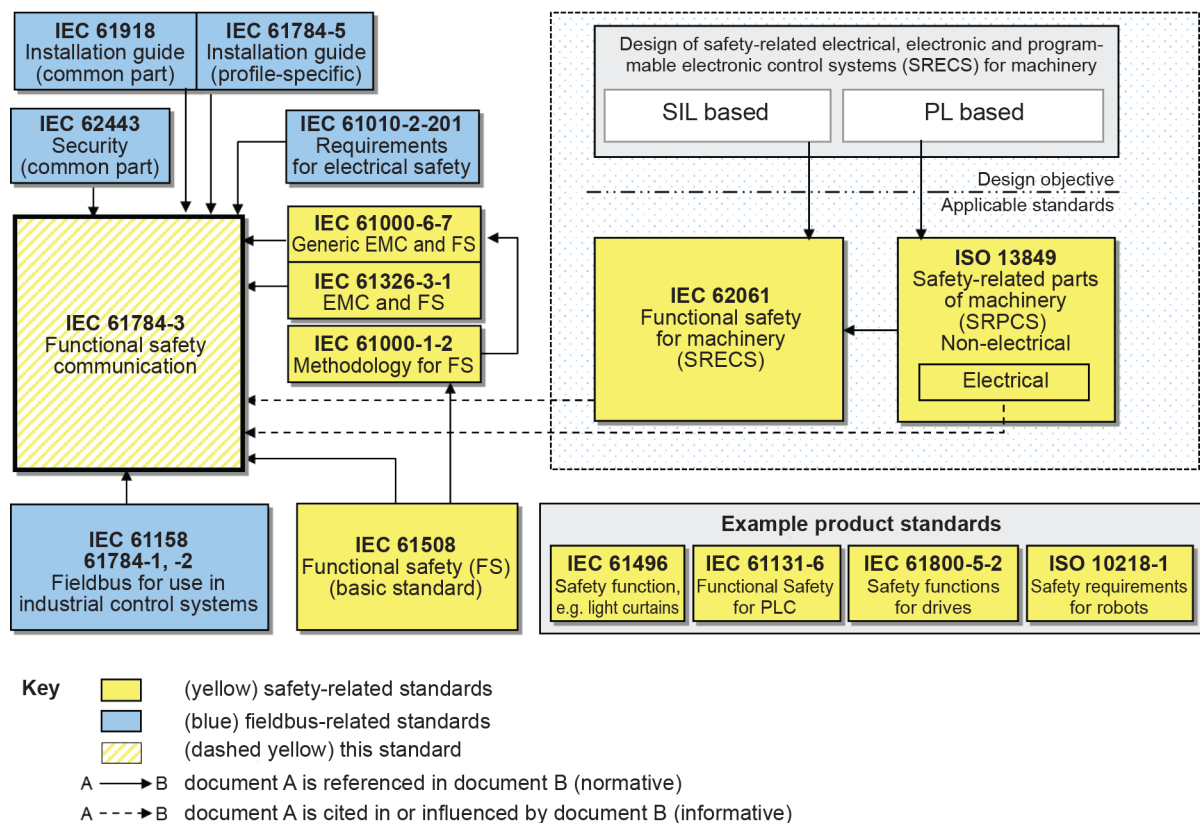 IEC 61918
Installation guide
(common part)
IEC 61784-5
Installation guide
(profile-specific)
IEC 62443
Security
(common part)
IEC 61010-2-201
Requirements
for electrical safety
IEC 61000-6-7
Generic EMC and FS
IEC 61326-3-1
EMC and FS
IEC 61000-1-2
Methodology for FS
IEC 61784-3
Functional safety
communication
IEC 61158
61784-1, -2
Fieldbus for use in
industrial control systems
IEC 61508
Functional safety (FS)
(basic standard)
Design of safety-related electrical, electronic and program-
mable electronic control systems (SRECS) for machinery
SIL based
PL based
Design objective
Applicable standards
IEC 62061
Functional safety
for machinery
(SRECS)
ISO 13849
Safety-related parts
of machinery
(SRPCS)
Non-electrical
Electrical
Example product standards
IEC 61496
Safety function,
e.g. light curtains
IEC 61131-6
Functional Safety
for PLC
IEC 61800-5-2
Safety functions
for drives
ISO 10218-1
Safety requirements
for robots
Key
(yellow) safety-related standards
(blue) fieldbus-related standards
(dashed yellow) this standard
A B document A is referenced in document B (normative)
A B document A is cited in or influenced by document B (informative)